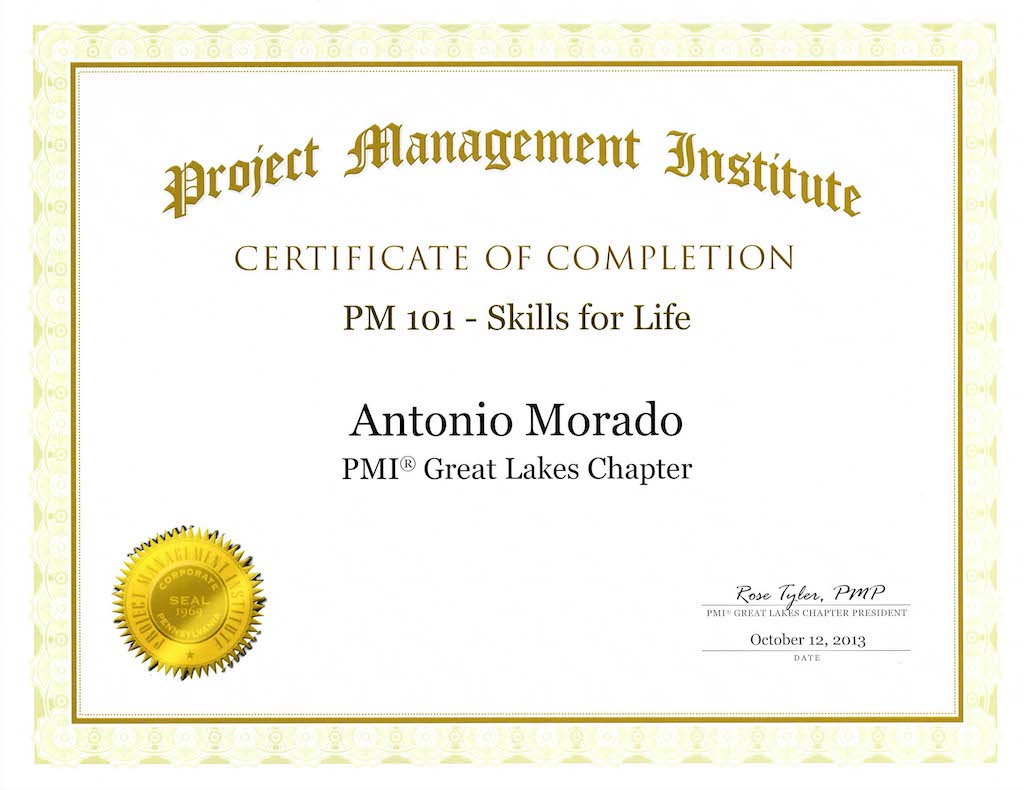 Project Management Institute
CERTIFICATE OF COMPLETION
PM 101 - Skills for Life
Antonio Morado
PMI® Great Lakes Chapter
PROJECT MANAGEMENT INSTITUTE
CORPORATE
SEAL
1969
PENNSYLVANIA
Rose Tyler, PMP
PMI® GREAT LAKES CHAPTER PRESIDENT
October 12, 2013
DATE